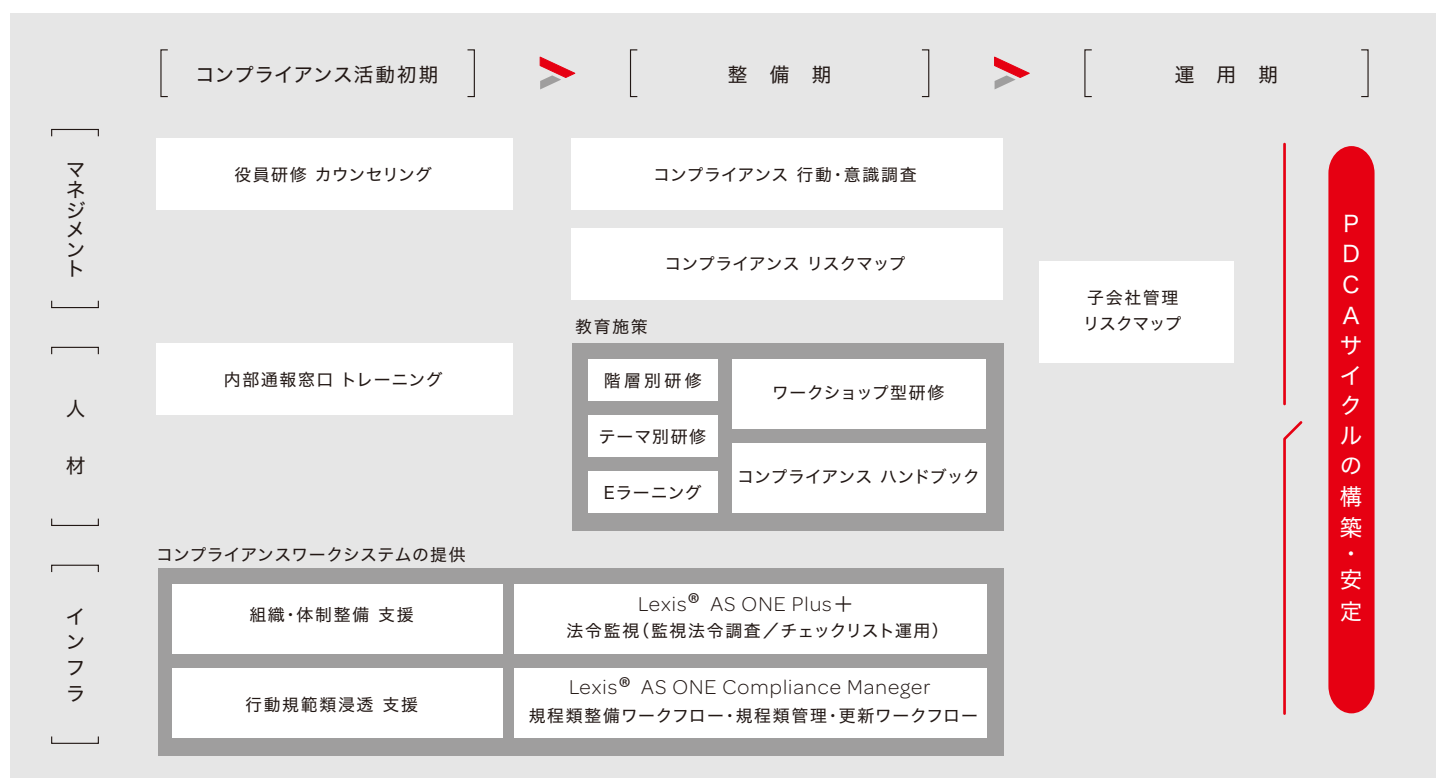 コンプライアンス活動初期
整備期
運用期
マネジメント
役員研修 カウンセリング
コンプライアンス 行動・意識調査
コンプライアンス リスクマップ
子会社管理
リスクマップ
人材
内部通報窓口 トレーニング
教育施策
階層別研修
テーマ別研修
Eラーニング
ワークショップ型研修
コンプライアンス ハンドブック
インフラ
コンプライアンスワークシステムの提供
組織・体制整備 支援
Lexis® AS ONE Plus＋
法令監視(監視法令調査／チェックリスト運用)
行動規範類浸透 支援
Lexis® AS ONE Compliance Maneger
規程類整備ワークフロー・規程類管理・更新ワークフロー
PDCAサイクルの構築・安定